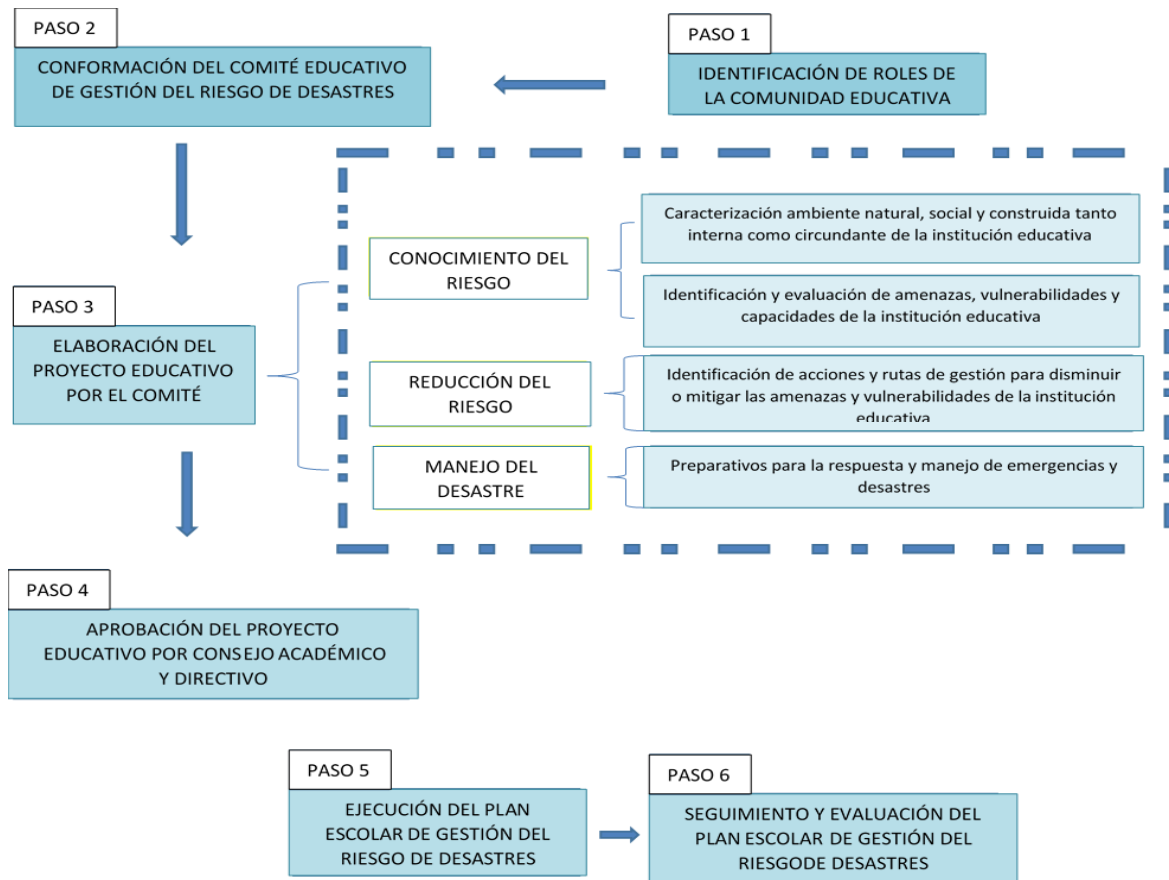 PASO 1
IDENTIFICACIÓN DE ROLES DE
LA COMUNIDAD EDUCATIVA
PASO 2
CONFORMACIÓN DEL COMITÉ EDUCATIVO
DE GESTIÓN DEL RIESGO DE DESASTRES
PASO 3
ELABORACIÓN DEL
PROYECTO EDUCATIVO
POR EL COMITÉ
CONOCIMIENTO DEL
RIESGO
Caracterización ambiente natural, social y construida tanto
interna como circundante de la institución educativa
Identificación y evaluación de amenazas, vulnerabilidades y
capacidades de la institución educativa
REDUCCIÓN DEL
RIESGO
Identificación de acciones y rutas de gestión para disminuir
o mitigar las amenazas y vulnerabilidades de la institución
educativa
MANEJO DEL
DESASTRE
Preparativos para la respuesta y manejo de emergencias y
desastres
PASO 4
APROBACIÓN DEL PROYECTO
EDUCATIVO POR CONSEJO ACADÉMICO
Y DIRECTIVO
PASO 5
EJECUCIÓN DEL PLAN
ESCOLAR DE GESTIÓN DEL
RIESGO DE DESASTRES
PASO 6
SEGUIMIENTO Y EVALUACIÓN DEL
PLAN ESCOLAR DE GESTIÓN DEL
RIESGODE DESASTRES